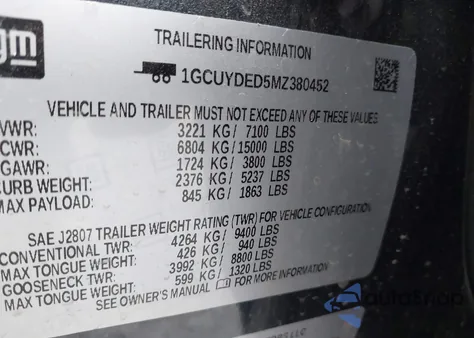 gm
TRAILERING INFORMATION
1GCUYDED5MZ380452
VEHICLE AND TRAILER MUST NOT EXCEED ANY OF THESE VALUES
VWR: 3221 KG/ 7100 LBS
CWR: 6804 KG/15000 LBS
GAWR: 1724 KG/ 3800 LBS
URB WEIGHT: 2376 KG/ 5237 LBS
MAX PAYLOAD: 845 KG/ 1863 LBS
SAE J2807 TRAILER WEIGHT RATING (TWR) FOR VEHICLE CONFIGURATION
CONVENTIONAL TWR: 4264 KG/ 9400 LBS
MAX TONGUE WEIGHT: 426 KG/ 940 LBS
GOOSENECK TWR: 3992 KG/ 8800 LBS
MAX TONGUE WEIGHT: 599 KG/ 1320 LBS
SEE OWNER'S MANUAL FOR MORE INFORMATION